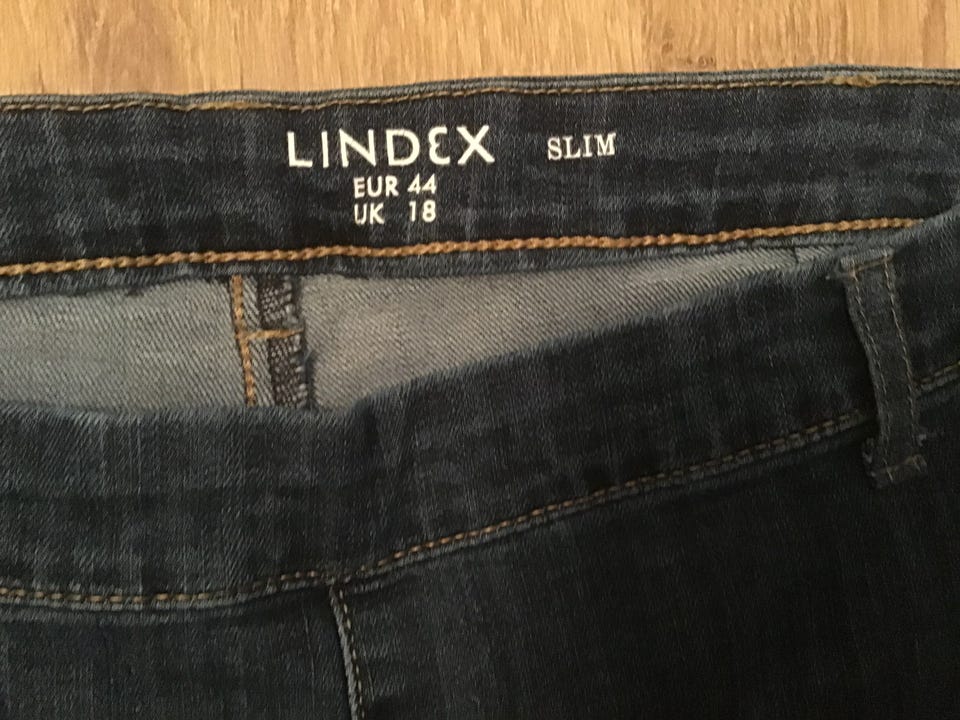 LINDEX SLIM
EUR 44
UK 18